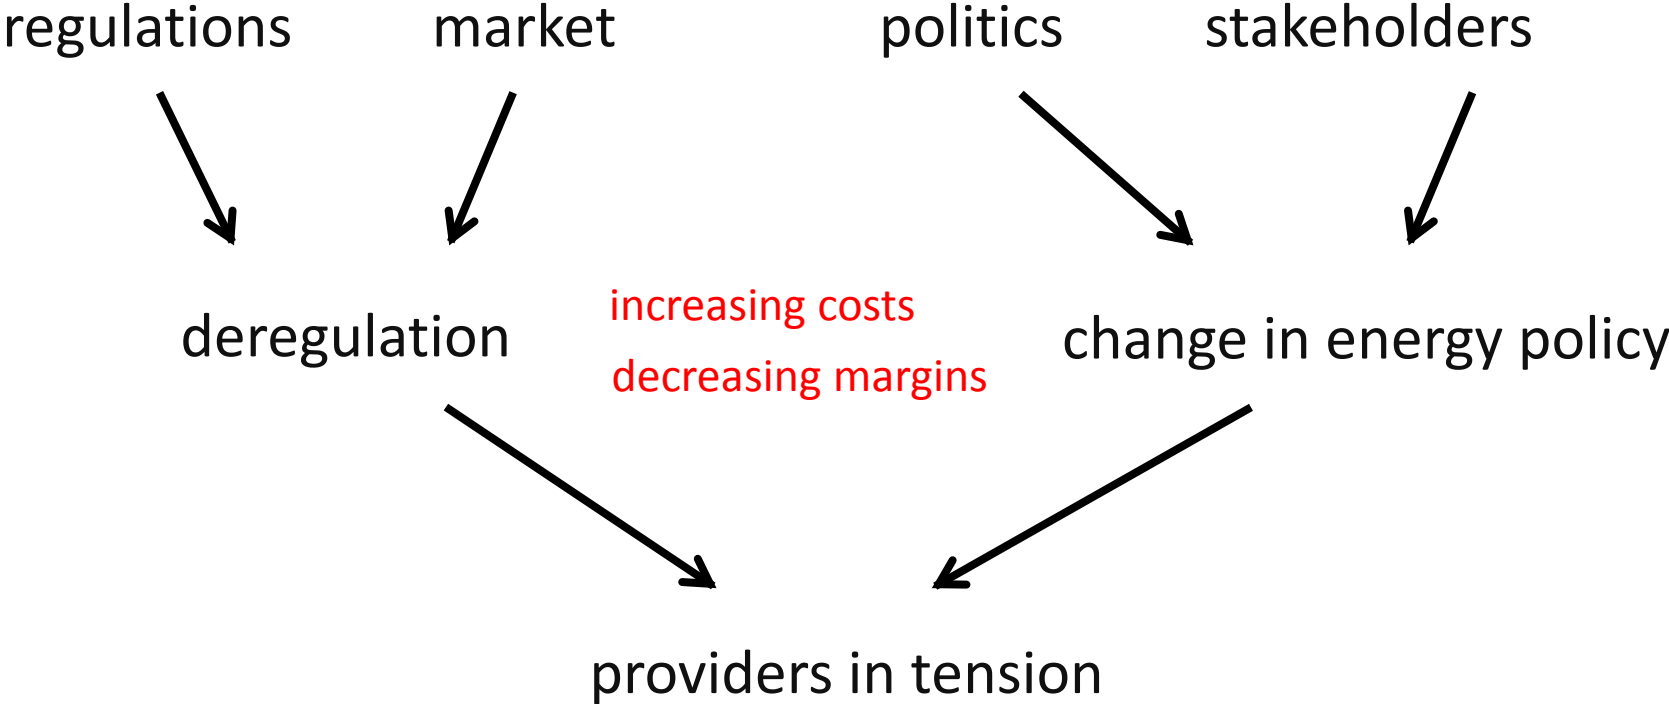 regulations
market
politics
stakeholders
deregulation
increasing costs
decreasing margins
change in energy policy
providers in tension